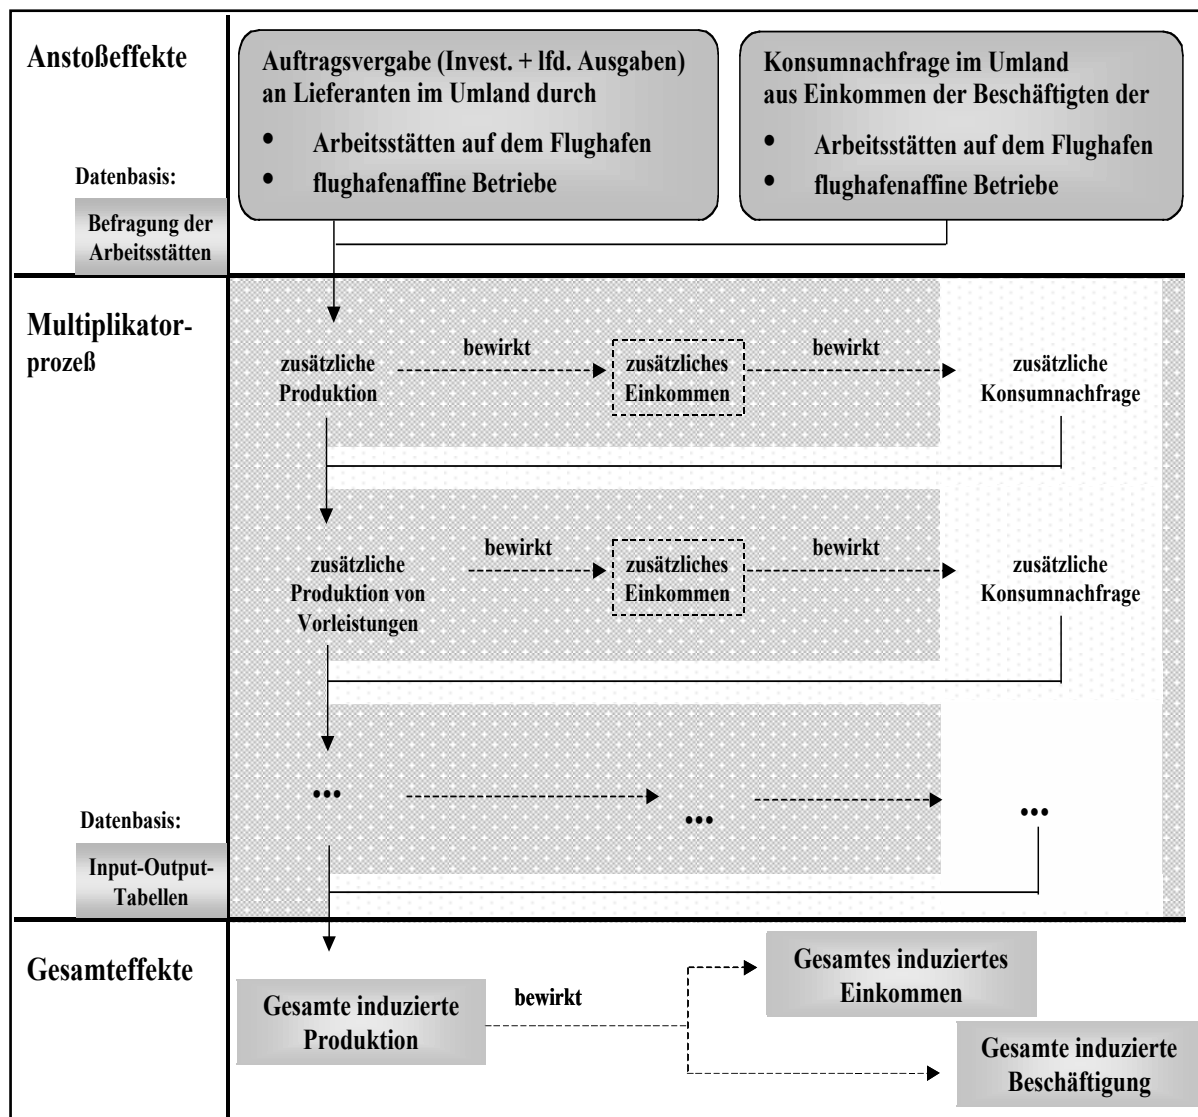 Anstoßeffekte
Auftragsvergabe (Invest. + lfd. Ausgaben)
an Lieferanten im Umland durch
• Arbeitsstätten auf dem Flughafen
• flughafenaffine Betriebe
Konsumnachfrage im Umland
aus Einkommen der Beschäftigten der
• Arbeitsstätten auf dem Flughafen
• flughafenaffine Betriebe
Datenbasis:
Befragung der
Arbeitsstätten
Multiplikator-
prozeß
zusätzliche
Produktion
bewirkt
zusätzliches
Einkommen
bewirkt
zusätzliche
Konsumnachfrage
zusätzliche
Produktion von
Vorleistungen
bewirkt
zusätzliches
Einkommen
bewirkt
zusätzliche
Konsumnachfrage
...
...
...
Datenbasis:
Input-Output-
Tabellen
Gesamteffekte
Gesamte induzierte
Produktion
bewirkt
Gesamtes induziertes
Einkommen
Gesamte induzierte
Beschäftigung